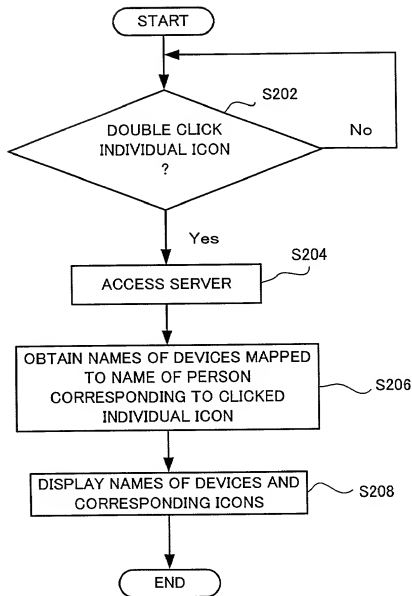 START
S202
DOUBLE CLICK
INDIVIDUAL ICON
?
No
Yes
S204
ACCESS SERVER
OBTAIN NAMES OF DEVICES MAPPED
TO NAME OF PERSON
CORRESPONDING TO CLICKED
INDIVIDUAL ICON
S206
DISPLAY NAMES OF DEVICES AND
CORRESPONDING ICONS
S208
END